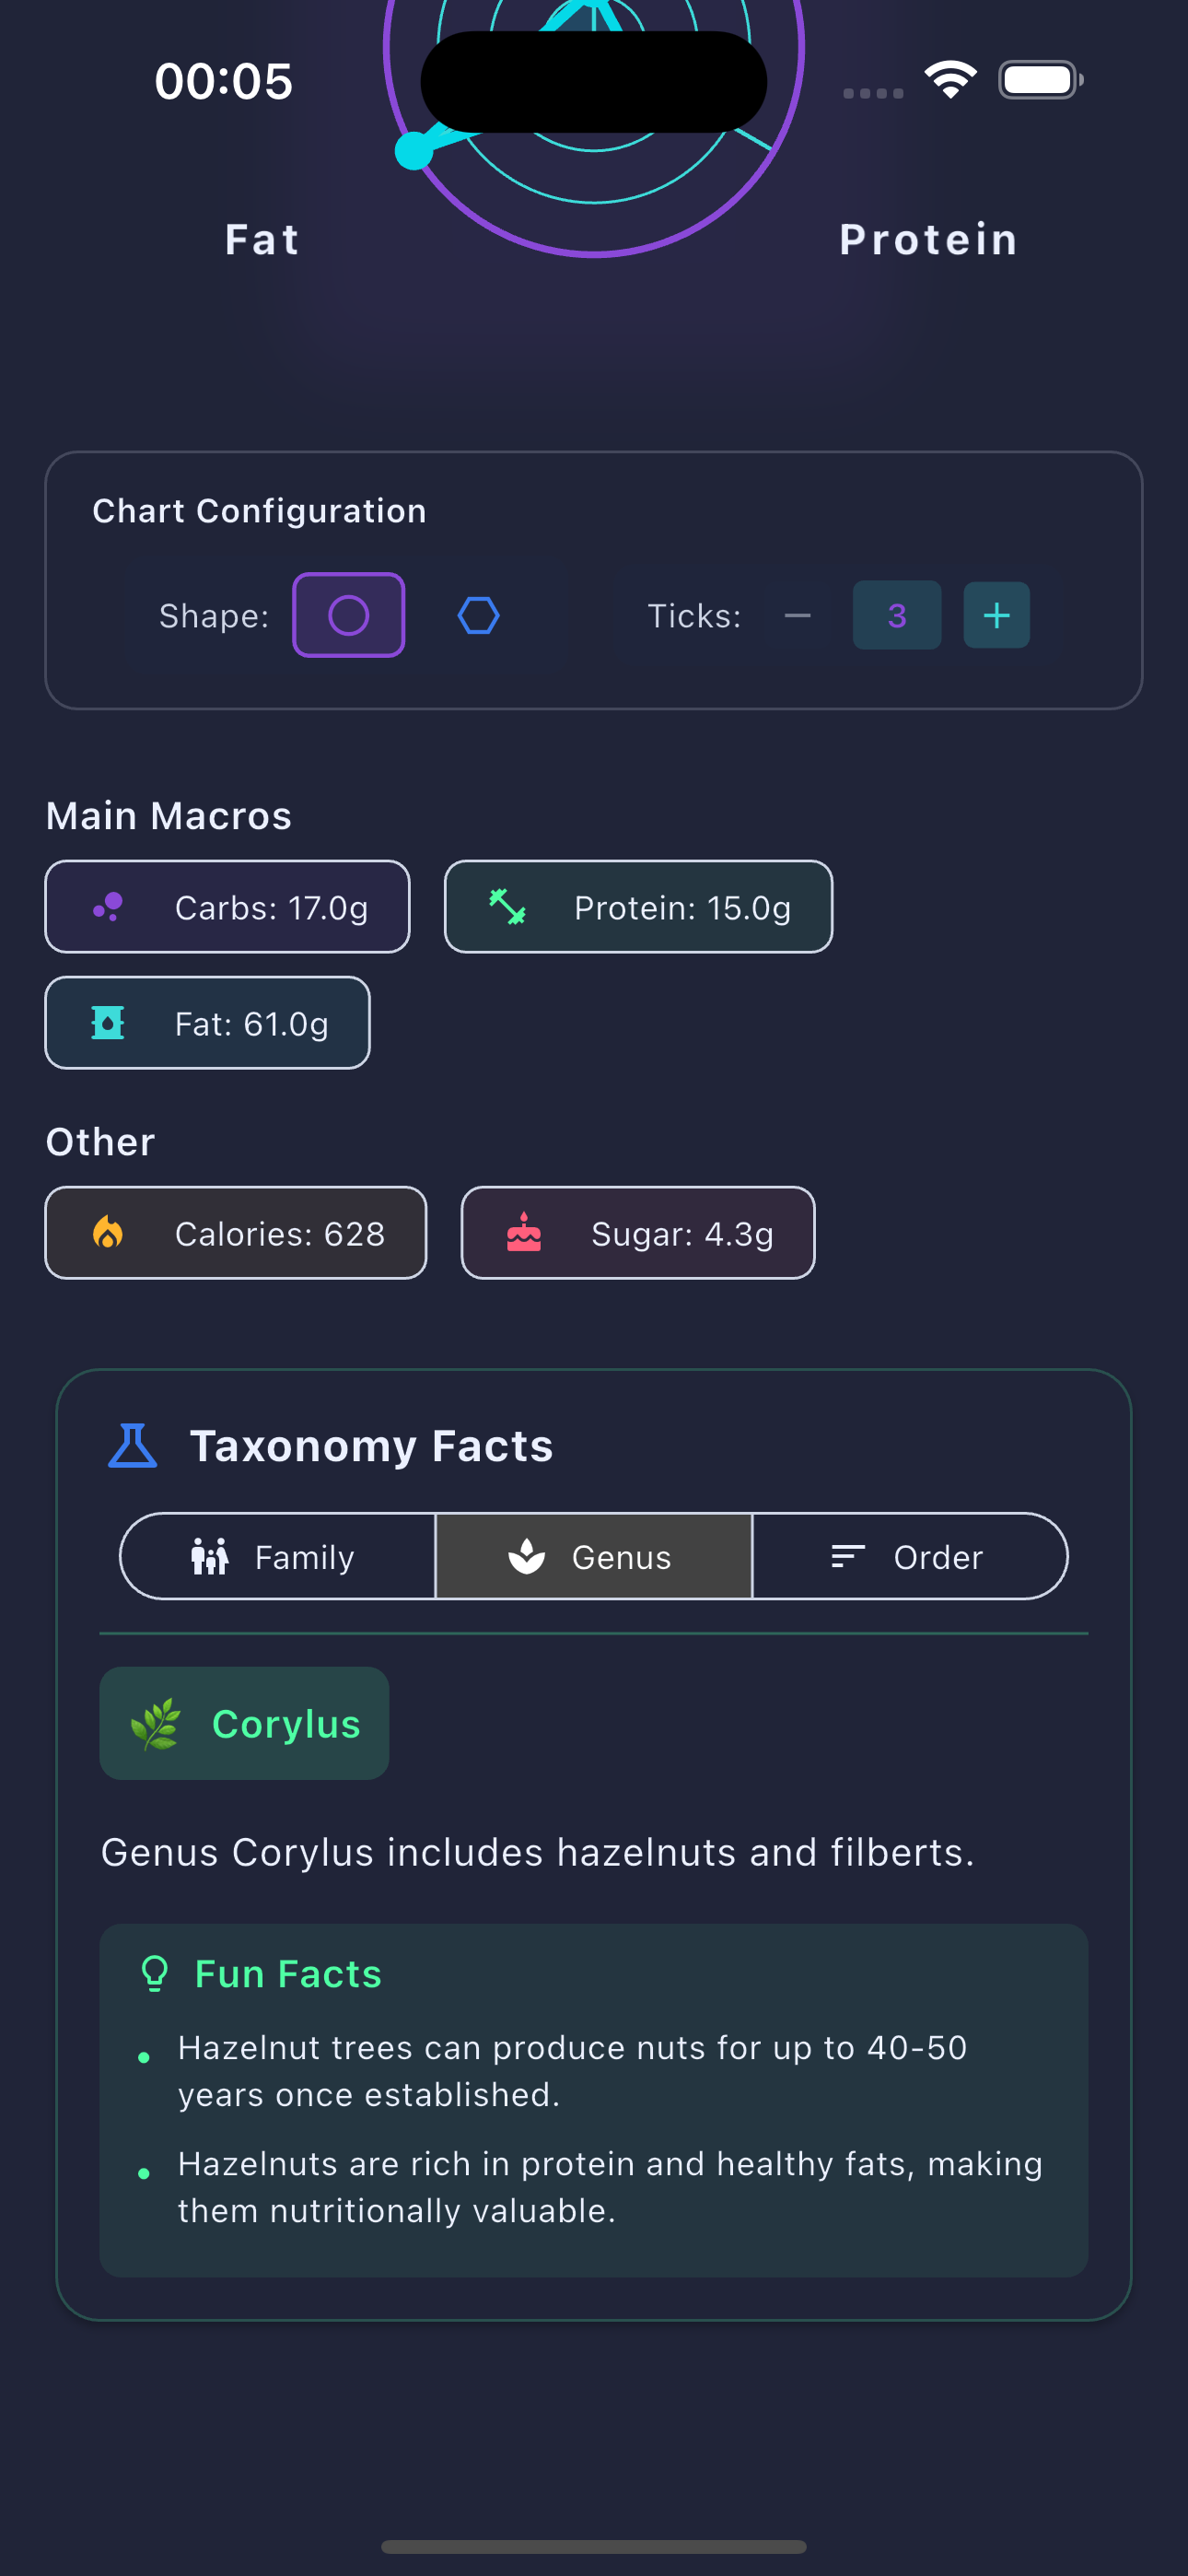 00:05
Fat
Protein
Chart Configuration
Shape:
Ticks:
3
Main Macros
Carbs: 17.0g
Protein: 15.0g
Fat: 61.0g
Other
Calories: 628
Sugar: 4.3g
Taxonomy Facts
Family
Genus
Order
Corylus
Genus Corylus includes hazelnuts and filberts.
Fun Facts
Hazelnut trees can produce nuts for up to 40-50
years once established.
Hazelnuts are rich in protein and healthy fats, making
them nutritionally valuable.